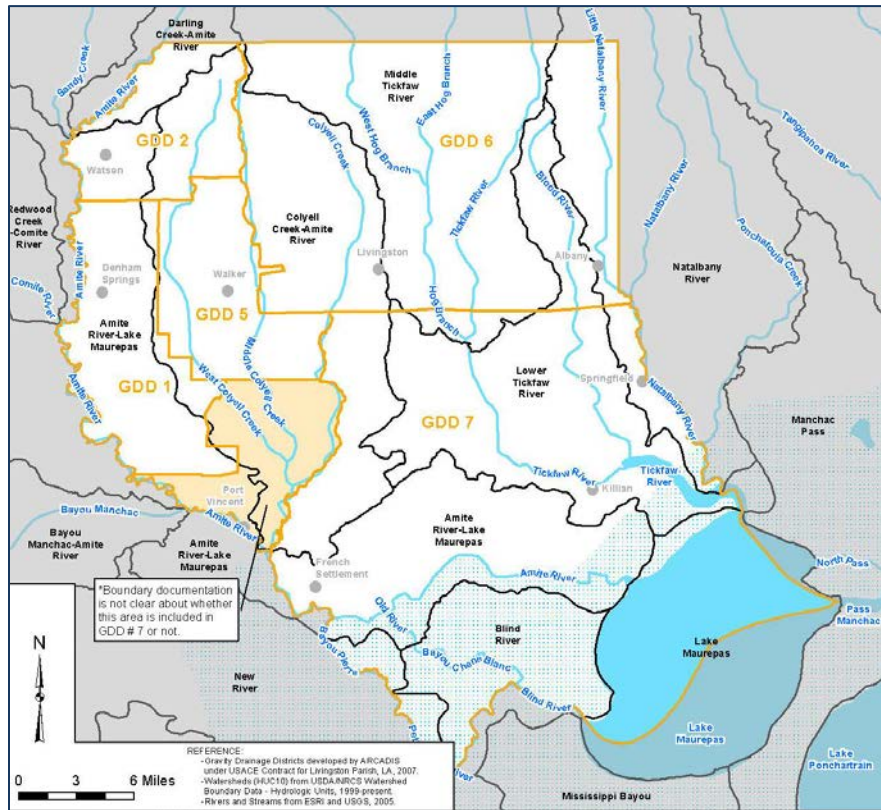 Darling
Creek-Amite
River
Sandy Creek
Amite River
Middle
Tickfaw
River
East Hog Branch
West Hog Branch
Little Natalbany River
Tangipahoa River
GDD 2
GDD 6
Watson
Colyell Creek
Tickfaw River
Blood River
Natalbany River
Ponchatoula Creek
Redwood
Creek
-Comite
River
Colyell
Creek-Amite
River
Livingston
Albany
Natalbany
River
Comite River
Amite River
Denham
Springs
Walker
Amite
River-Lake
Maurepas
GDD 5
Hog Branch
Middle Colyell Creek
West Colyell Creek
GDD 1
Amite River
Lower
Tickfaw
River
Springfield
Natalbany River
GDD 7
Manchac
Pass
Tickfaw River
Tickfaw
River
Killian
Port
Vincent
Bayou Manchac
Amite River
Bayou
Manchac-Amite
River
Amite
River-Lake
Maurepas
Amite
River-Lake
Maurepas
French
Settlement
Amite River
North Pass
Pass
Manchac
*Boundary documentation
is not clear about whether
this area is included in
GDD # 7 or not.
Old River
Blind
River
Bayou Chene Blanc
Bayou Pierre
Blind River
Lake
Maurepas
New
River
N
Lake
Maurepas
Lake
Ponchartrain
River
Mississippi Bayou
0 3 6 Miles
REFERENCE:
-Gravity Drainage Districts developed by ARCADIS
under USACE Contract for Livingston Parish, LA, 2007.
-Watersheds (HUC10) from USDA/NRCS Watershed
Boundary Data - Hydrologic Units, 1999-present.
-Rivers and Streams from ESRI and USGS, 2005.